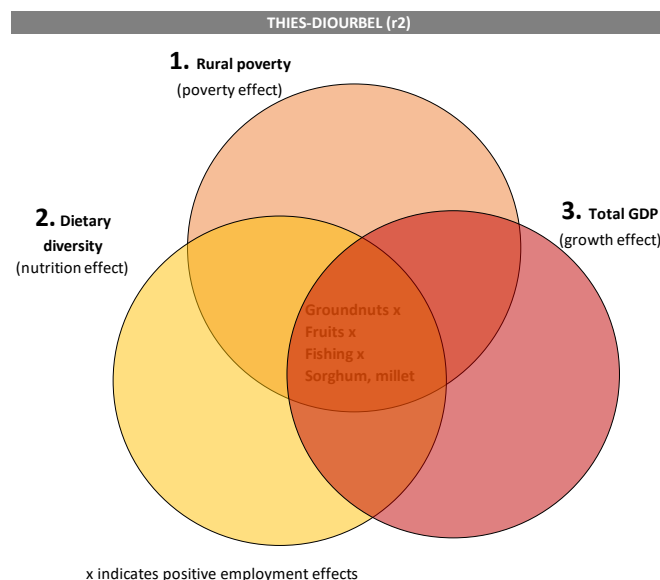 THIES-DIOURBEL (r2)
1. Rural poverty
(poverty effect)
2. Dietary
diversity
(nutrition effect)
3. Total GDP
(growth effect)
Groundnuts x
Fruits x
Fishing x
Sorghum, millet
x indicates positive employment effects